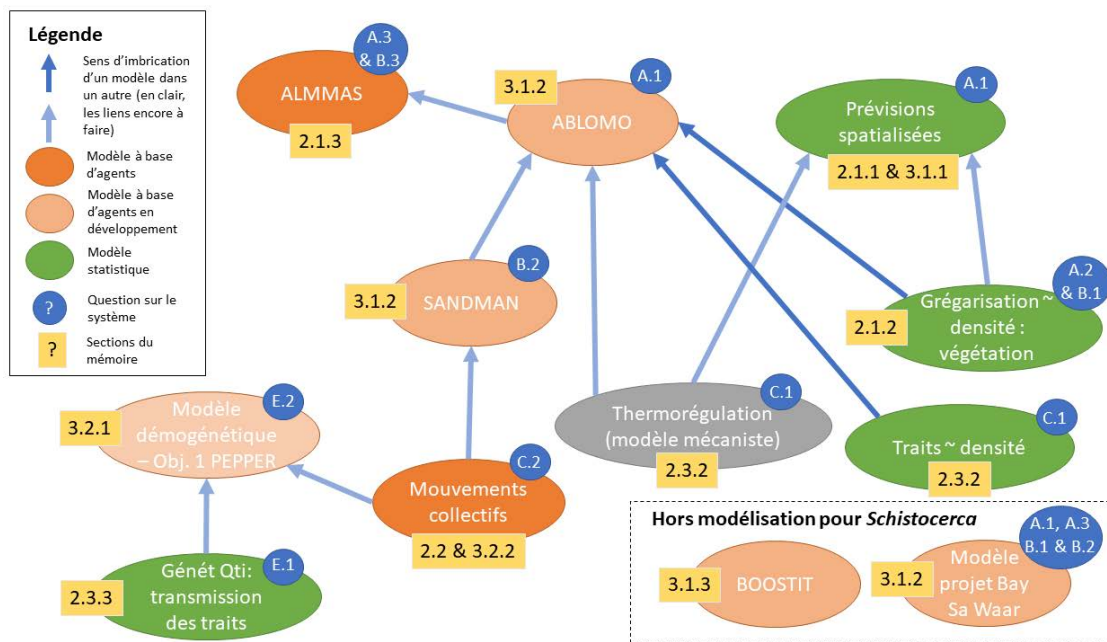 Légende
Sens d'imbrication
d'un modèle dans
un autre (en clair,
les liens encore à
faire)
Modèle à base
d'agents
Modèle à base
d'agents en
développement
Modèle
statistique
?
Question sur le
système
?
Sections du
mémoire
A.3
& B.3
ALMMAS
2.1.3
A.1
3.1.2
ABLOMO
A.1
Prévisions
spatialisées
2.1.1 & 3.1.1
B.2
3.1.2
SANDMAN
A.2
& B.1
Grégarisation ~
densité :
végétation
2.1.2
E.2
3.2.1
Modèle
démogénétique
– Obj. 1 PEPPER
C.1
Thermorégulation
(modèle mécaniste)
2.3.2
C.1
Traits ~ densité
2.3.2
C.2
Mouvements
collectifs
2.2 & 3.2.2
E.1
2.3.3
Génét Qti:
transmission
des traits
Hors modélisation pour Schistocerca
3.1.3
BOOSTIT
A.1, A.3
B.1 & B.2
3.1.2
Modèle
projet Bay
Sa Waar